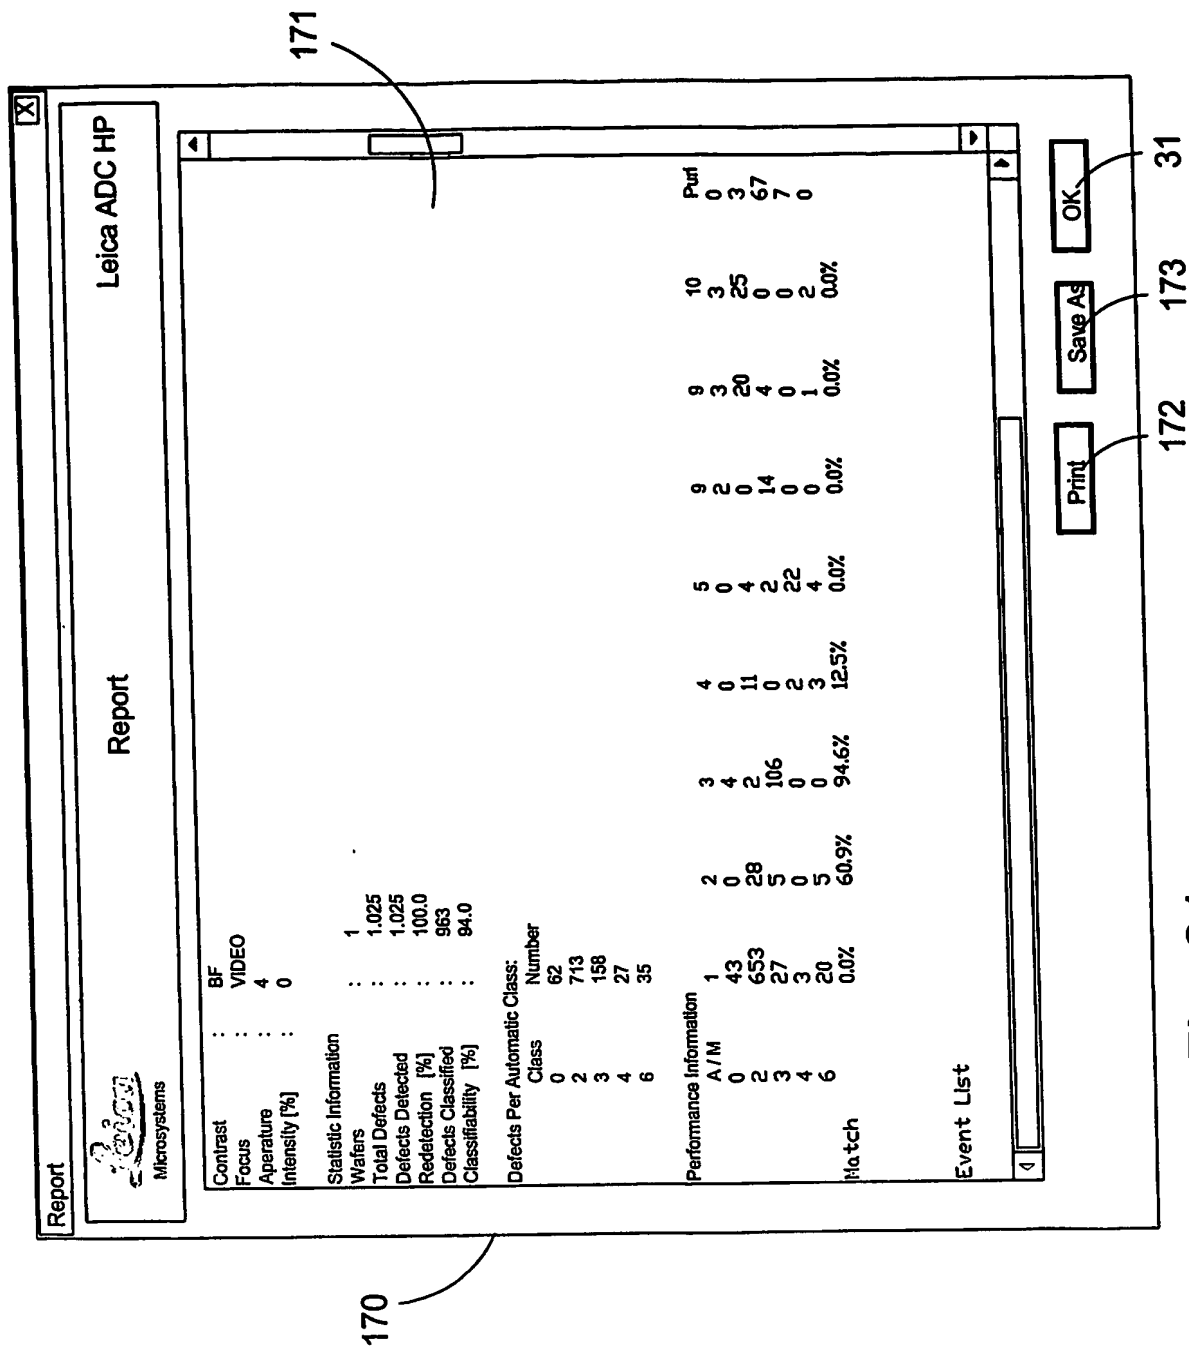 Report
X
Leica
Microsystems
Report
Leica ADC HP
Contrast : BF
Focus : VIDEO
Aperature : 4
Intensity [%] : 0
Statistic Information
Wafers : 1
Total Defects : 1.025
Defects Detected : 1.025
Redetection [%] : 100.0
Defects Classified : 963
Classifiability [%] : 94.0
Defects Per Automatic Class:
Class Number
0 62
2 713
3 158
4 27
6 35
Performance Information
A / M 1 2 3 4 5 9 9 10 Puri
0 43 0 4 0 0 2 3 3 0
2 653 28 2 11 4 0 20 25 3
3 27 5 106 0 2 14 4 0 67
4 3 0 0 2 22 0 0 0 7
6 20 5 0 3 4 0 1 2 0
Match 0.0% 60.9% 94.6% 12.5% 0.0% 0.0% 0.0% 0.0%
Event List
Print
Save As
OK
170
171
172
173
31